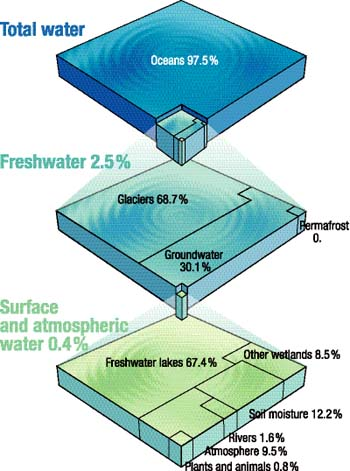 Total water
Oceans 97.5%
Freshwater 2.5%
Glaciers 68.7%
Permafrost
0.
Groundwater
30.1%
Surface
and atmospheric
water 0.4%
Freshwater lakes 67.4%
Other wetlands 8.5%
Soil moisture 12.2%
Rivers 1.6%
Atmosphere 9.5%
Plants and animals 0.8%